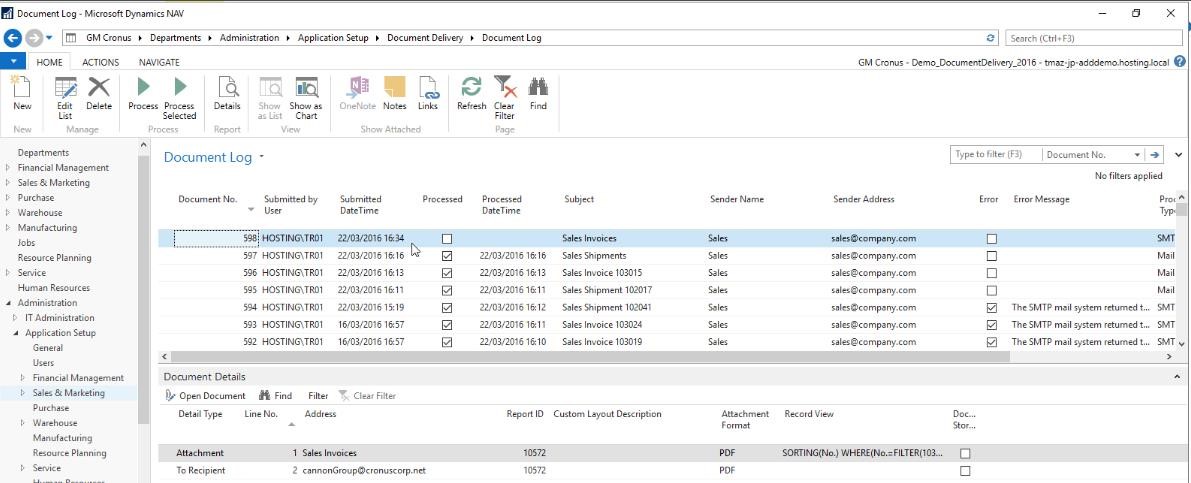 Document Log - Microsoft Dynamics NAV
GM Cronus Departments Administration Application Setup Document Delivery Document Log
Search (Ctrl+F3)
HOME ACTIONS NAVIGATE
GM Cronus - Demo_DocumentDelivery_2016 - tmaz-jp-adddemo.hosting.local
New Edit List Delete Process Process Selected Details Show as List Show as Chart OneNote Notes Links Refresh Clear Filter Find
New Manage Process Report View Show Attached Page
Departments
Financial Management
Sales & Marketing
Purchase
Warehouse
Manufacturing
Jobs
Resource Planning
Service
Human Resources
Administration
IT Administration
Application Setup
General
Users
Financial Management
Sales & Marketing
Purchase
Warehouse
Manufacturing
Resource Planning
Service
Human Resources
Document Log
Type to filter (F3) Document No.
No filters applied
Document No. Submitted by User Submitted DateTime Processed Processed DateTime Subject Sender Name Sender Address Error Error Message
598 HOSTING\TR01 22/03/2016 16:34 Sales Invoices Sales sales@company.com SMT
597 HOSTING\TR01 22/03/2016 16:16 22/03/2016 16:16 Sales Shipments Sales sales@company.com Mail
596 HOSTING\TR01 22/03/2016 16:13 22/03/2016 16:13 Sales Invoice 103015 Sales sales@company.com Mail
595 HOSTING\TR01 22/03/2016 16:11 22/03/2016 16:11 Sales Shipment 102017 Sales sales@company.com Mail
594 HOSTING\TR01 22/03/2016 15:19 22/03/2016 16:12 Sales Shipment 102041 Sales sales@company.com The SMTP mail system returned t... SMT
593 HOSTING\TR01 16/03/2016 16:57 22/03/2016 16:11 Sales Invoice 103024 Sales sales@company.com The SMTP mail system returned t... SMT
592 HOSTING\TR01 16/03/2016 16:57 22/03/2016 16:10 Sales Invoice 103019 Sales sales@company.com The SMTP mail system returned t... SMT
Document Details
Open Document Find Filter Clear Filter
Detail Type Line No. Address Report ID Custom Layout Description Attachment Format Record View Doc... Stor...
Attachment 1 Sales Invoices 10572 PDF SORTING(No.) WHERE(No.=FILTER(103...
To Recipient 2 cannonGroup@cronuscorp.net 10572 PDF